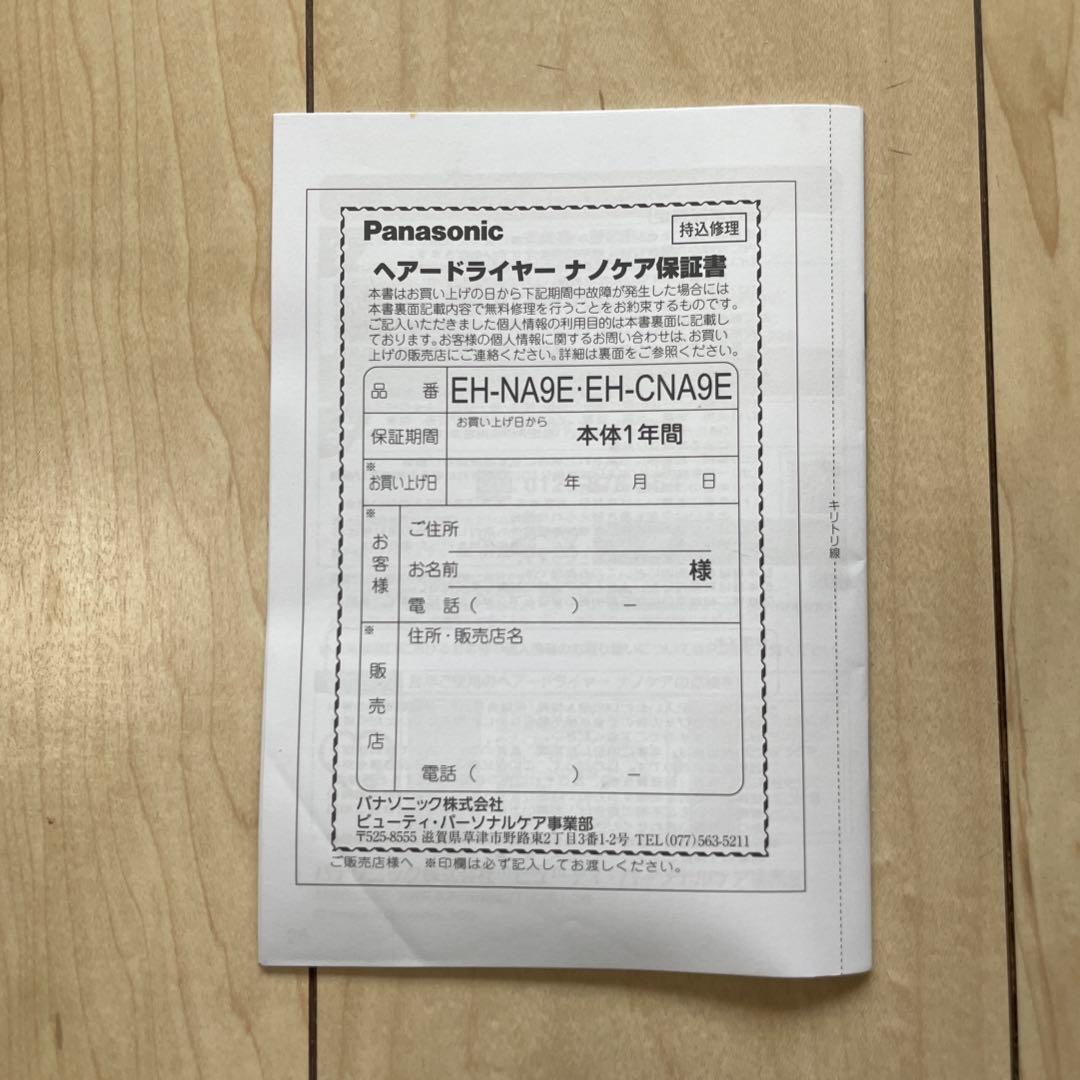 Panasonic
持込修理
ヘアードライヤー ナノケア保証書
本書はお買い上げの日から下記期間中故障が発生した場合には
本書裏面記載内容で無料修理を行うことをお約束するものです。
ご記入いただきました個人情報の利用目的は本書裏面に記載し
ております。お客様の個人情報に関するお問い合わせは、お買い
上げの販売店にご連絡ください。詳細は裏面をご参照ください。
品 番 EH-NA9E・EH-CNA9E
保証期間 お買い上げ日から 本体1年間
※お買い上げ日 年 月 日
※お客様
ご住所
お名前 様
電 話 ( ) −
※販売店
住所・販売店名
電話 ( ) −
パナソニック株式会社
ビューティ・パーソナルケア事業部
〒525-8555 滋賀県草津市野路東2丁目3番1-2号 TEL(077)563-5211
ご販売店様へ ※印欄は必ず記入してお渡しください。
キリトリ線